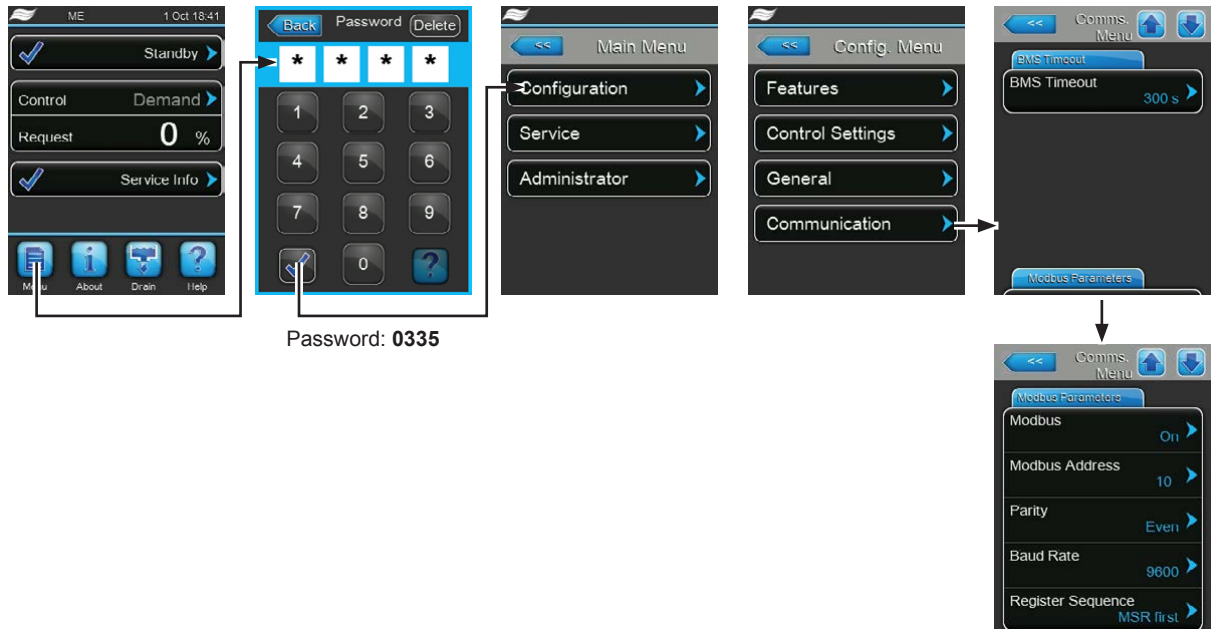 ME 1 Oct 18:41
Standby
Control Demand
Request 0 %
Service Info
Menu About Drain Help
Back Password Delete
* * * *
1 2 3
4 5 6
7 8 9
0 ?
Password: 0335
<< Main Menu
Configuration
Service
Administrator
<< Config. Menu
Features
Control Settings
General
Communication
<< Comms. Menu
BMS Timeout
BMS Timeout
300 s
Modbus Parameters
<< Comms. Menu
Modbus Parameters
Modbus
On
Modbus Address
10
Parity
Even
Baud Rate
9600
Register Sequence
MSR first